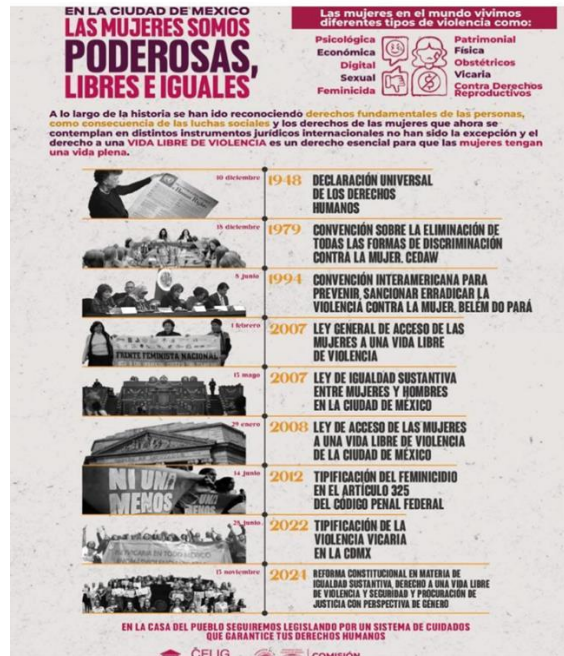 EN LA CIUDAD DE MÉXICO
LAS MUJERES SOMOS
PODEROSAS,
LIBRES E IGUALES
Las mujeres en el mundo vivimos
diferentes tipos de violencia como:
Psicológica
Económica
Digital
Sexual
Feminicida
Patrimonial
Física
Obstétricos
Vicaria
Contra Derechos
Reproductivos
A lo largo de la historia se han ido reconociendo derechos fundamentales de las personas,
como consecuencia de las luchas sociales y los derechos de las mujeres que ahora se
contemplan en distintos instrumentos jurídicos internacionales no han sido la excepción y el
derecho a una VIDA LIBRE DE VIOLENCIA es un derecho esencial para que las mujeres tengan
una vida plena.
10 diciembre
1948 DECLARACIÓN UNIVERSAL
DE LOS DERECHOS
HUMANOS
18 diciembre
1979 CONVENCIÓN SOBRE LA ELIMINACIÓN DE
TODAS LAS FORMAS DE DISCRIMINACIÓN
CONTRA LA MUJER. CEDAW
8 junio
1994 CONVENCIÓN INTERAMERICANA PARA
PREVENIR, SANCIONAR ERRADICAR LA
VIOLENCIA CONTRA LA MUJER. BELÉM DO PARÁ
1 febrero
2007 LEY GENERAL DE ACCESO DE LAS
MUJERES A UNA VIDA LIBRE
DE VIOLENCIA
FRENTE FEMINISTA NACIONAL
15 mayo
2007 LEY DE IGUALDAD SUSTANTIVA
ENTRE MUJERES Y HOMBRES
EN LA CIUDAD DE MÉXICO
29 enero
2008 LEY DE ACCESO DE LAS MUJERES
A UNA VIDA LIBRE DE VIOLENCIA
DE LA CIUDAD DE MÉXICO
14 junio
2012 TIPIFICACIÓN DEL FEMINICIDIO
EN EL ARTÍCULO 325
DEL CÓDIGO PENAL FEDERAL
NI UNA
MENOS
junio
2022 TIPIFICACIÓN DE LA
VIOLENCIA VICARIA
EN LA CDMX
15 noviembre
2024 REFORMA CONSTITUCIONAL EN MATERIA DE
IGUALDAD SUSTANTIVA, DERECHO A UNA VIDA LIBRE
DE VIOLENCIA Y SEGURIDAD Y PROCURACIÓN DE
JUSTICIA CON PERSPECTIVA DE GÉNERO
EN LA CASA DEL PUEBLO SEGUIREMOS LEGISLANDO POR UN SISTEMA DE CUIDADOS
QUE GARANTICE TUS DERECHOS HUMANOS
CELIG
COMISIÓN